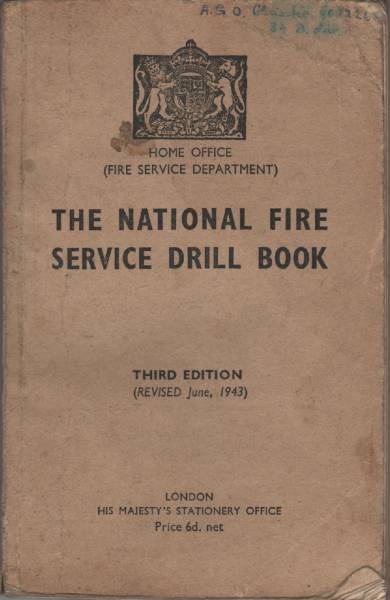 A.G.O.
HOME OFFICE
(FIRE SERVICE DEPARTMENT)
THE NATIONAL FIRE
SERVICE DRILL BOOK
THIRD EDITION
(REVISED June, 1943)
LONDON
HIS MAJESTY'S STATIONERY OFFICE
Price 6d. net